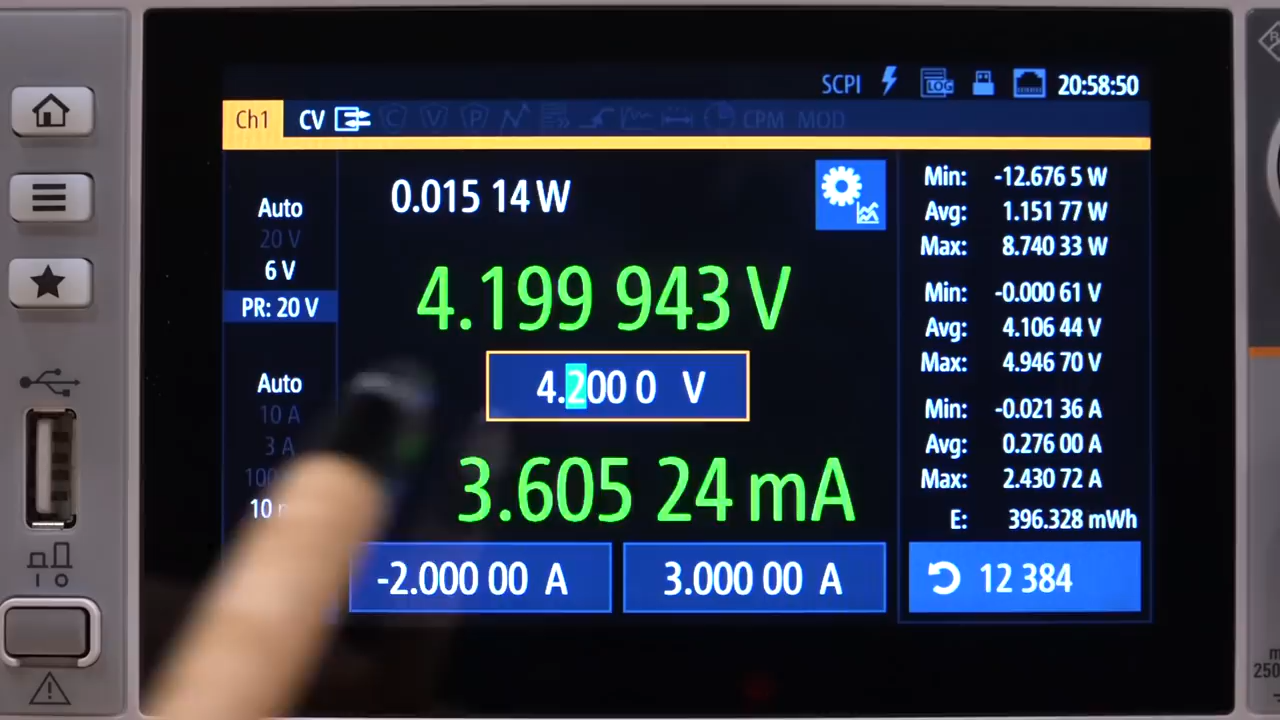 SCPI LOG 20:58:50
Ch1 CV C V P CPM MOD
Auto
20 V
6 V
PR: 20 V
Auto
10 A
3 A
0.015 14 W
4.199 943 V
4.200 0 V
3.605 24 mA
-2.000 00 A 3.000 00 A
Min: -12.676 5 W
Avg: 1.151 77 W
Max: 8.740 33 W
Min: -0.000 61 V
Avg: 4.106 44 V
Max: 4.946 70 V
Min: -0.021 36 A
Avg: 0.276 00 A
Max: 2.430 72 A
E: 396.328 mWh
12 384